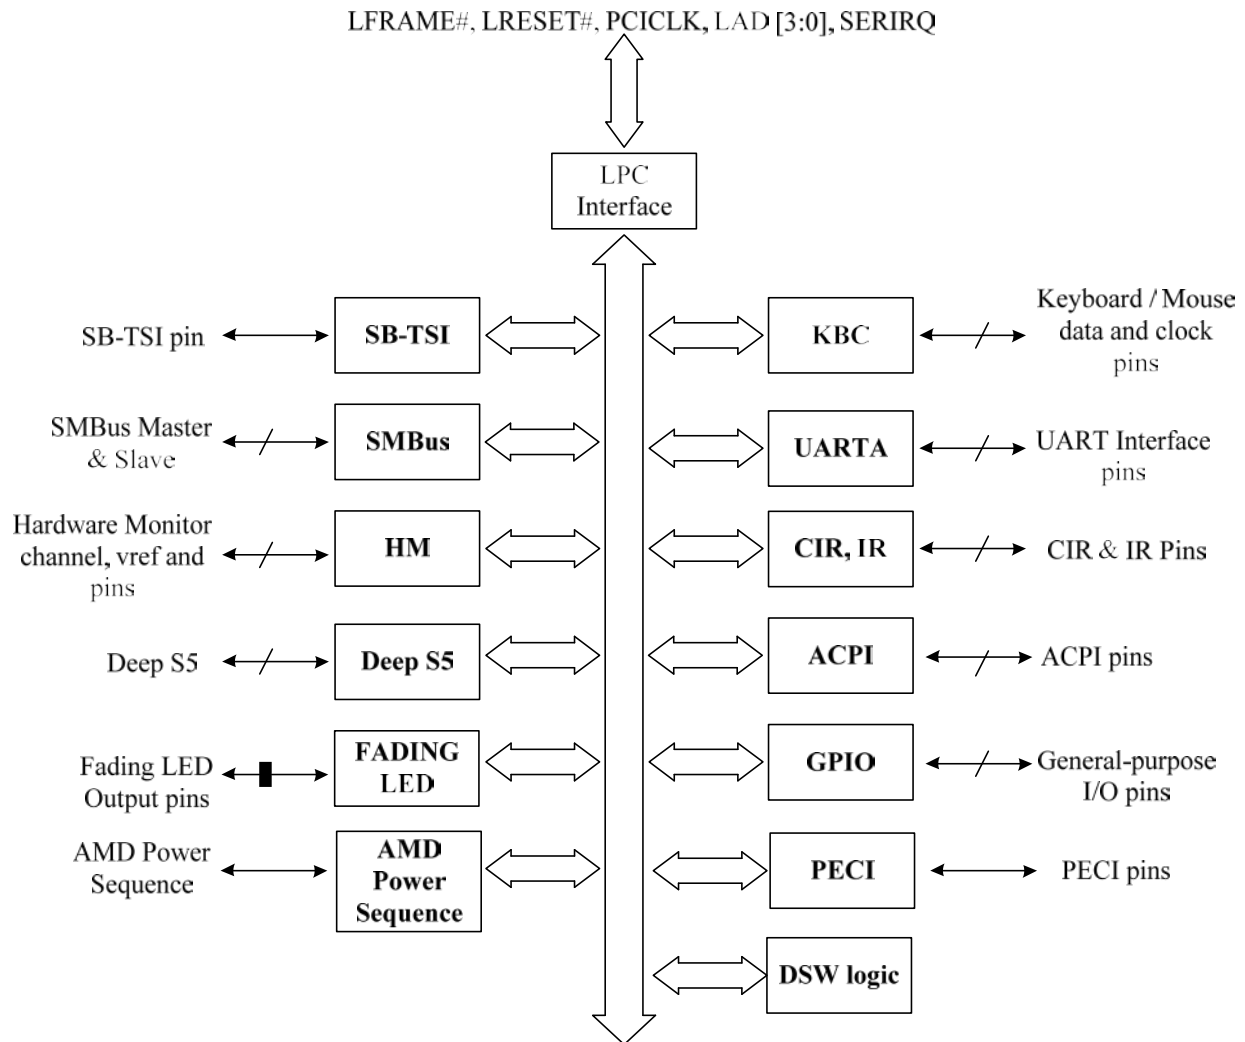 LFRAME#, LRESET#, PCICLK, LAD [3:0], SERIRQ
LPC
Interface
SB-TSI pin
SB-TSI
KBC
Keyboard / Mouse
data and clock
pins
SMBus Master
& Slave
SMBus
UARTA
UART Interface
pins
Hardware Monitor
channel, vref and
pins
HM
CIR, IR
CIR & IR Pins
Deep S5
Deep S5
ACPI
ACPI pins
Fading LED
Output pins
FADING
LED
GPIO
General-purpose
I/O pins
AMD Power
Sequence
AMD
Power
Sequence
PECI
PECI pins
DSW logic